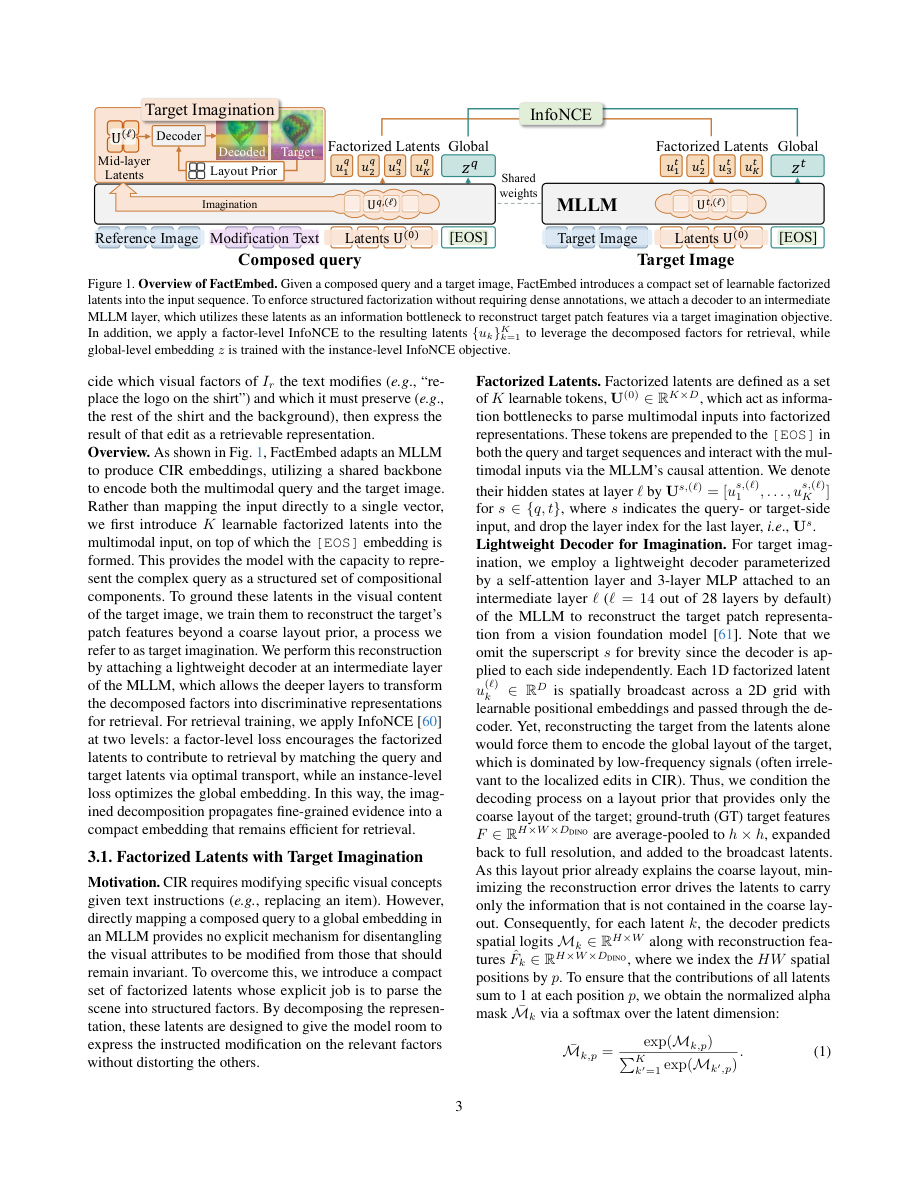 Target Imagination
InfoNCE
U^(ℓ)
Decoder
Decoded
Target
Layout Prior
Mid-layer
Latents
Factorized Latents Global
u_1^q u_2^q u_3^q u_K^q z^q
Factorized Latents Global
u_1^t u_2^t u_3^t u_K^t z^t
Shared
weights
Imagination
U^{q,(ℓ)}
MLLM
U^{t,(ℓ)}
Reference Image Modification Text Latents U^(0) [EOS]
Target Image Latents U^(0) [EOS]
Composed query
Target Image
Figure 1. Overview of FactEmbed. Given a composed query and a target image, FactEmbed introduces a compact set of learnable factorized
latents into the input sequence. To enforce structured factorization without requiring dense annotations, we attach a decoder to an intermediate
MLLM layer, which utilizes these latents as an information bottleneck to reconstruct target patch features via a target imagination objective.
In addition, we apply a factor-level InfoNCE to the resulting latents {u_k}_{k=1}^K to leverage the decomposed factors for retrieval, while
global-level embedding z is trained with the instance-level InfoNCE objective.
cide which visual factors of I_r the text modifies (e.g., “re-
place the logo on the shirt”) and which it must preserve (e.g.,
the rest of the shirt and the background), then express the
result of that edit as a retrievable representation.
Overview. As shown in Fig. 1, FactEmbed adapts an MLLM
to produce CIR embeddings, utilizing a shared backbone
to encode both the multimodal query and the target image.
Rather than mapping the input directly to a single vector,
we first introduce K learnable factorized latents into the
multimodal input, on top of which the [EOS] embedding is
formed. This provides the model with the capacity to repre-
sent the complex query as a structured set of compositional
components. To ground these latents in the visual content
of the target image, we train them to reconstruct the target’s
patch features beyond a coarse layout prior, a process we
refer to as target imagination. We perform this reconstruction
by attaching a lightweight decoder at an intermediate layer
of the MLLM, which allows the deeper layers to transform
the decomposed factors into discriminative representations
for retrieval. For retrieval training, we apply InfoNCE [60]
at two levels: a factor-level loss encourages the factorized
latents to contribute to retrieval by matching the query and
target latents via optimal transport, while an instance-level
loss optimizes the global embedding. In this way, the imag-
ined decomposition propagates fine-grained evidence into a
compact embedding that remains efficient for retrieval.
3.1. Factorized Latents with Target Imagination
Motivation. CIR requires modifying specific visual concepts
given text instructions (e.g., replacing an item). However,
directly mapping a composed query to a global embedding in
an MLLM provides no explicit mechanism for disentangling
the visual attributes to be modified from those that should
remain invariant. To overcome this, we introduce a compact
set of factorized latents whose explicit job is to parse the
scene into structured factors. By decomposing the represen-
tation, these latents are designed to give the model room to
express the instructed modification on the relevant factors
without distorting the others.
Factorized Latents. Factorized latents are defined as a set
of K learnable tokens, U^(0) ∈ ℝ^{K×D}, which act as informa-
tion bottlenecks to parse multimodal inputs into factorized
representations. These tokens are prepended to the [EOS] in
both the query and target sequences and interact with the mul-
timodal inputs via the MLLM’s causal attention. We denote
their hidden states at layer ℓ by U^{s,(ℓ)} = [u_1^{s,(ℓ)}, . . . , u_K^{s,(ℓ)}]
for s ∈ {q, t}, where s indicates the query- or target-side
input, and drop the layer index for the last layer, i.e., U^s.
Lightweight Decoder for Imagination. For target imag-
ination, we employ a lightweight decoder parameterized
by a self-attention layer and 3-layer MLP attached to an
intermediate layer ℓ (ℓ = 14 out of 28 layers by default)
of the MLLM to reconstruct the target patch representa-
tion from a vision foundation model [61]. Note that we
omit the superscript s for brevity since the decoder is ap-
plied to each side independently. Each 1D factorized latent
u_k^{(ℓ)} ∈ ℝ^D is spatially broadcast across a 2D grid with
learnable positional embeddings and passed through the de-
coder. Yet, reconstructing the target from the latents alone
would force them to encode the global layout of the target,
which is dominated by low-frequency signals (often irrele-
vant to the localized edits in CIR). Thus, we condition the
decoding process on a layout prior that provides only the
coarse layout of the target; ground-truth (GT) target features
F ∈ ℝ^{H×W×D_DINO} are average-pooled to h × h, expanded
back to full resolution, and added to the broadcast latents.
As this layout prior already explains the coarse layout, min-
imizing the reconstruction error drives the latents to carry
only the information that is not contained in the coarse lay-
out. Consequently, for each latent k, the decoder predicts
spatial logits ℳ_k ∈ ℝ^{H×W} along with reconstruction fea-
tures F̂_k ∈ ℝ^{H×W×D_DINO}, where we index the HW spatial
positions by p. To ensure that the contributions of all latents
sum to 1 at each position p, we obtain the normalized alpha
mask ℳ̄_k via a softmax over the latent dimension:
ℳ̄_{k,p} = exp(ℳ_{k,p}) / ∑_{k'=1}^K exp(ℳ_{k',p}) . (1)
3